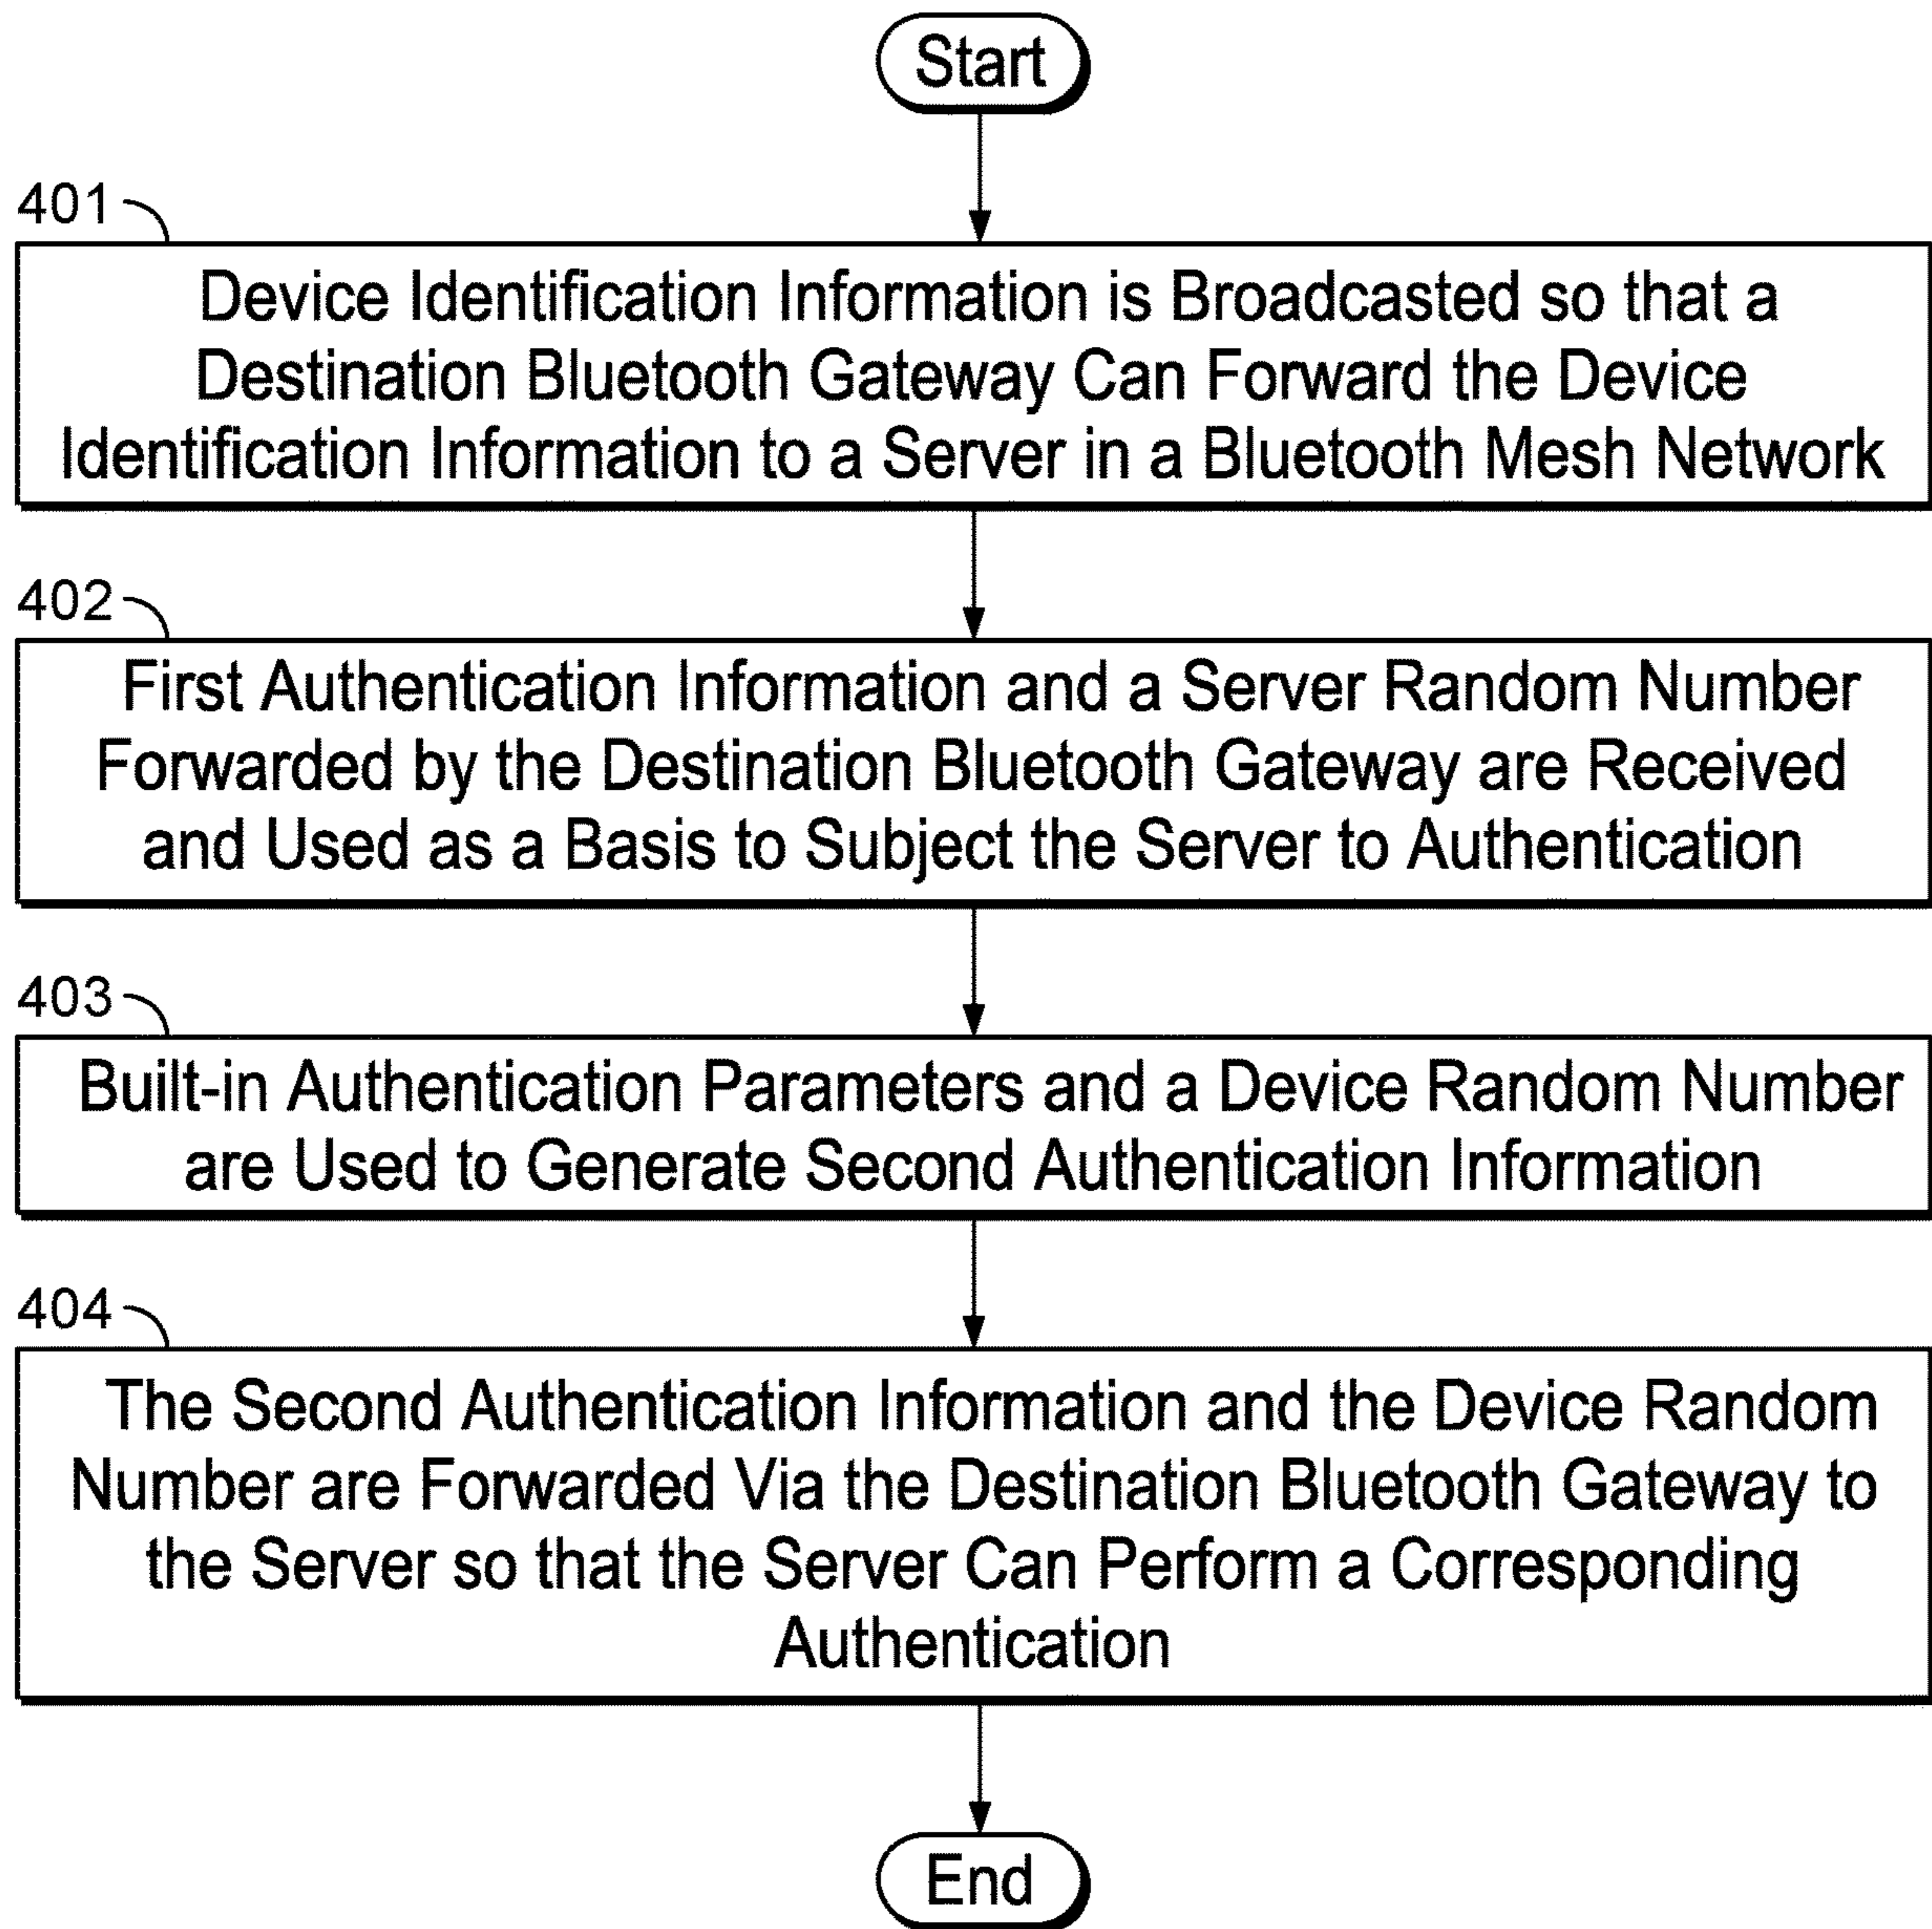 Start
401
Device Identification Information is Broadcasted so that a
Destination Bluetooth Gateway Can Forward the Device
Identification Information to a Server in a Bluetooth Mesh Network
402
First Authentication Information and a Server Random Number
Forwarded by the Destination Bluetooth Gateway are Received
and Used as a Basis to Subject the Server to Authentication
403
Built-in Authentication Parameters and a Device Random Number
are Used to Generate Second Authentication Information
404
The Second Authentication Information and the Device Random
Number are Forwarded Via the Destination Bluetooth Gateway to
the Server so that the Server Can Perform a Corresponding
Authentication
End